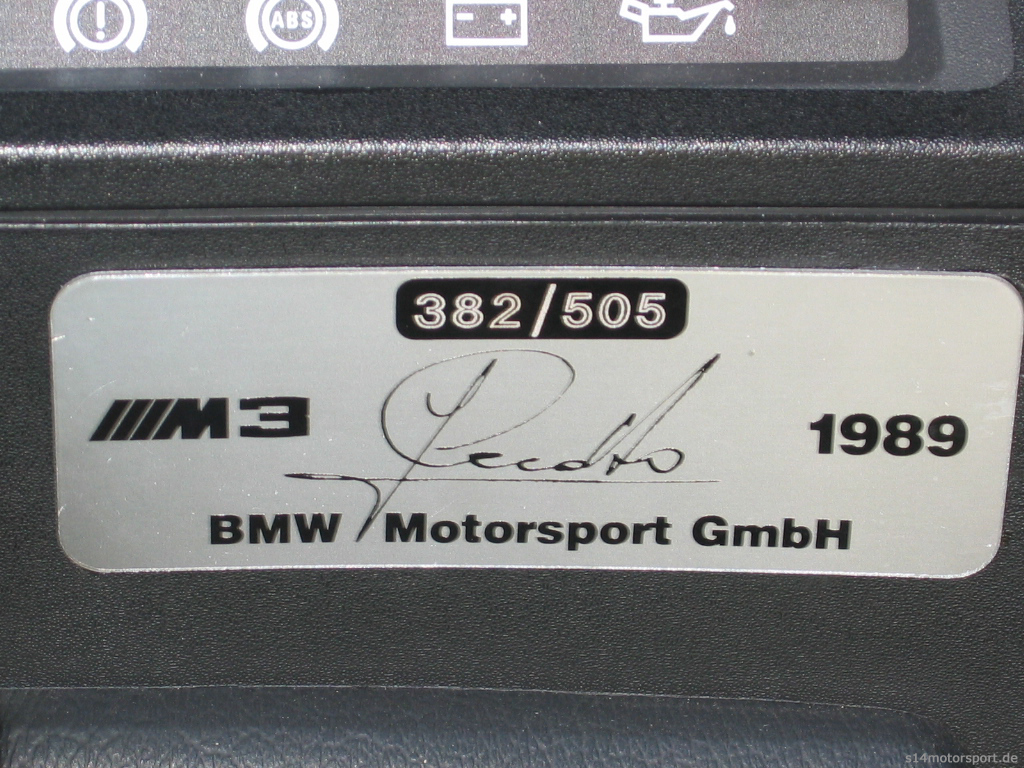 ABS
382/505
M3
1989
BMW Motorsport GmbH
s14motorsport.de